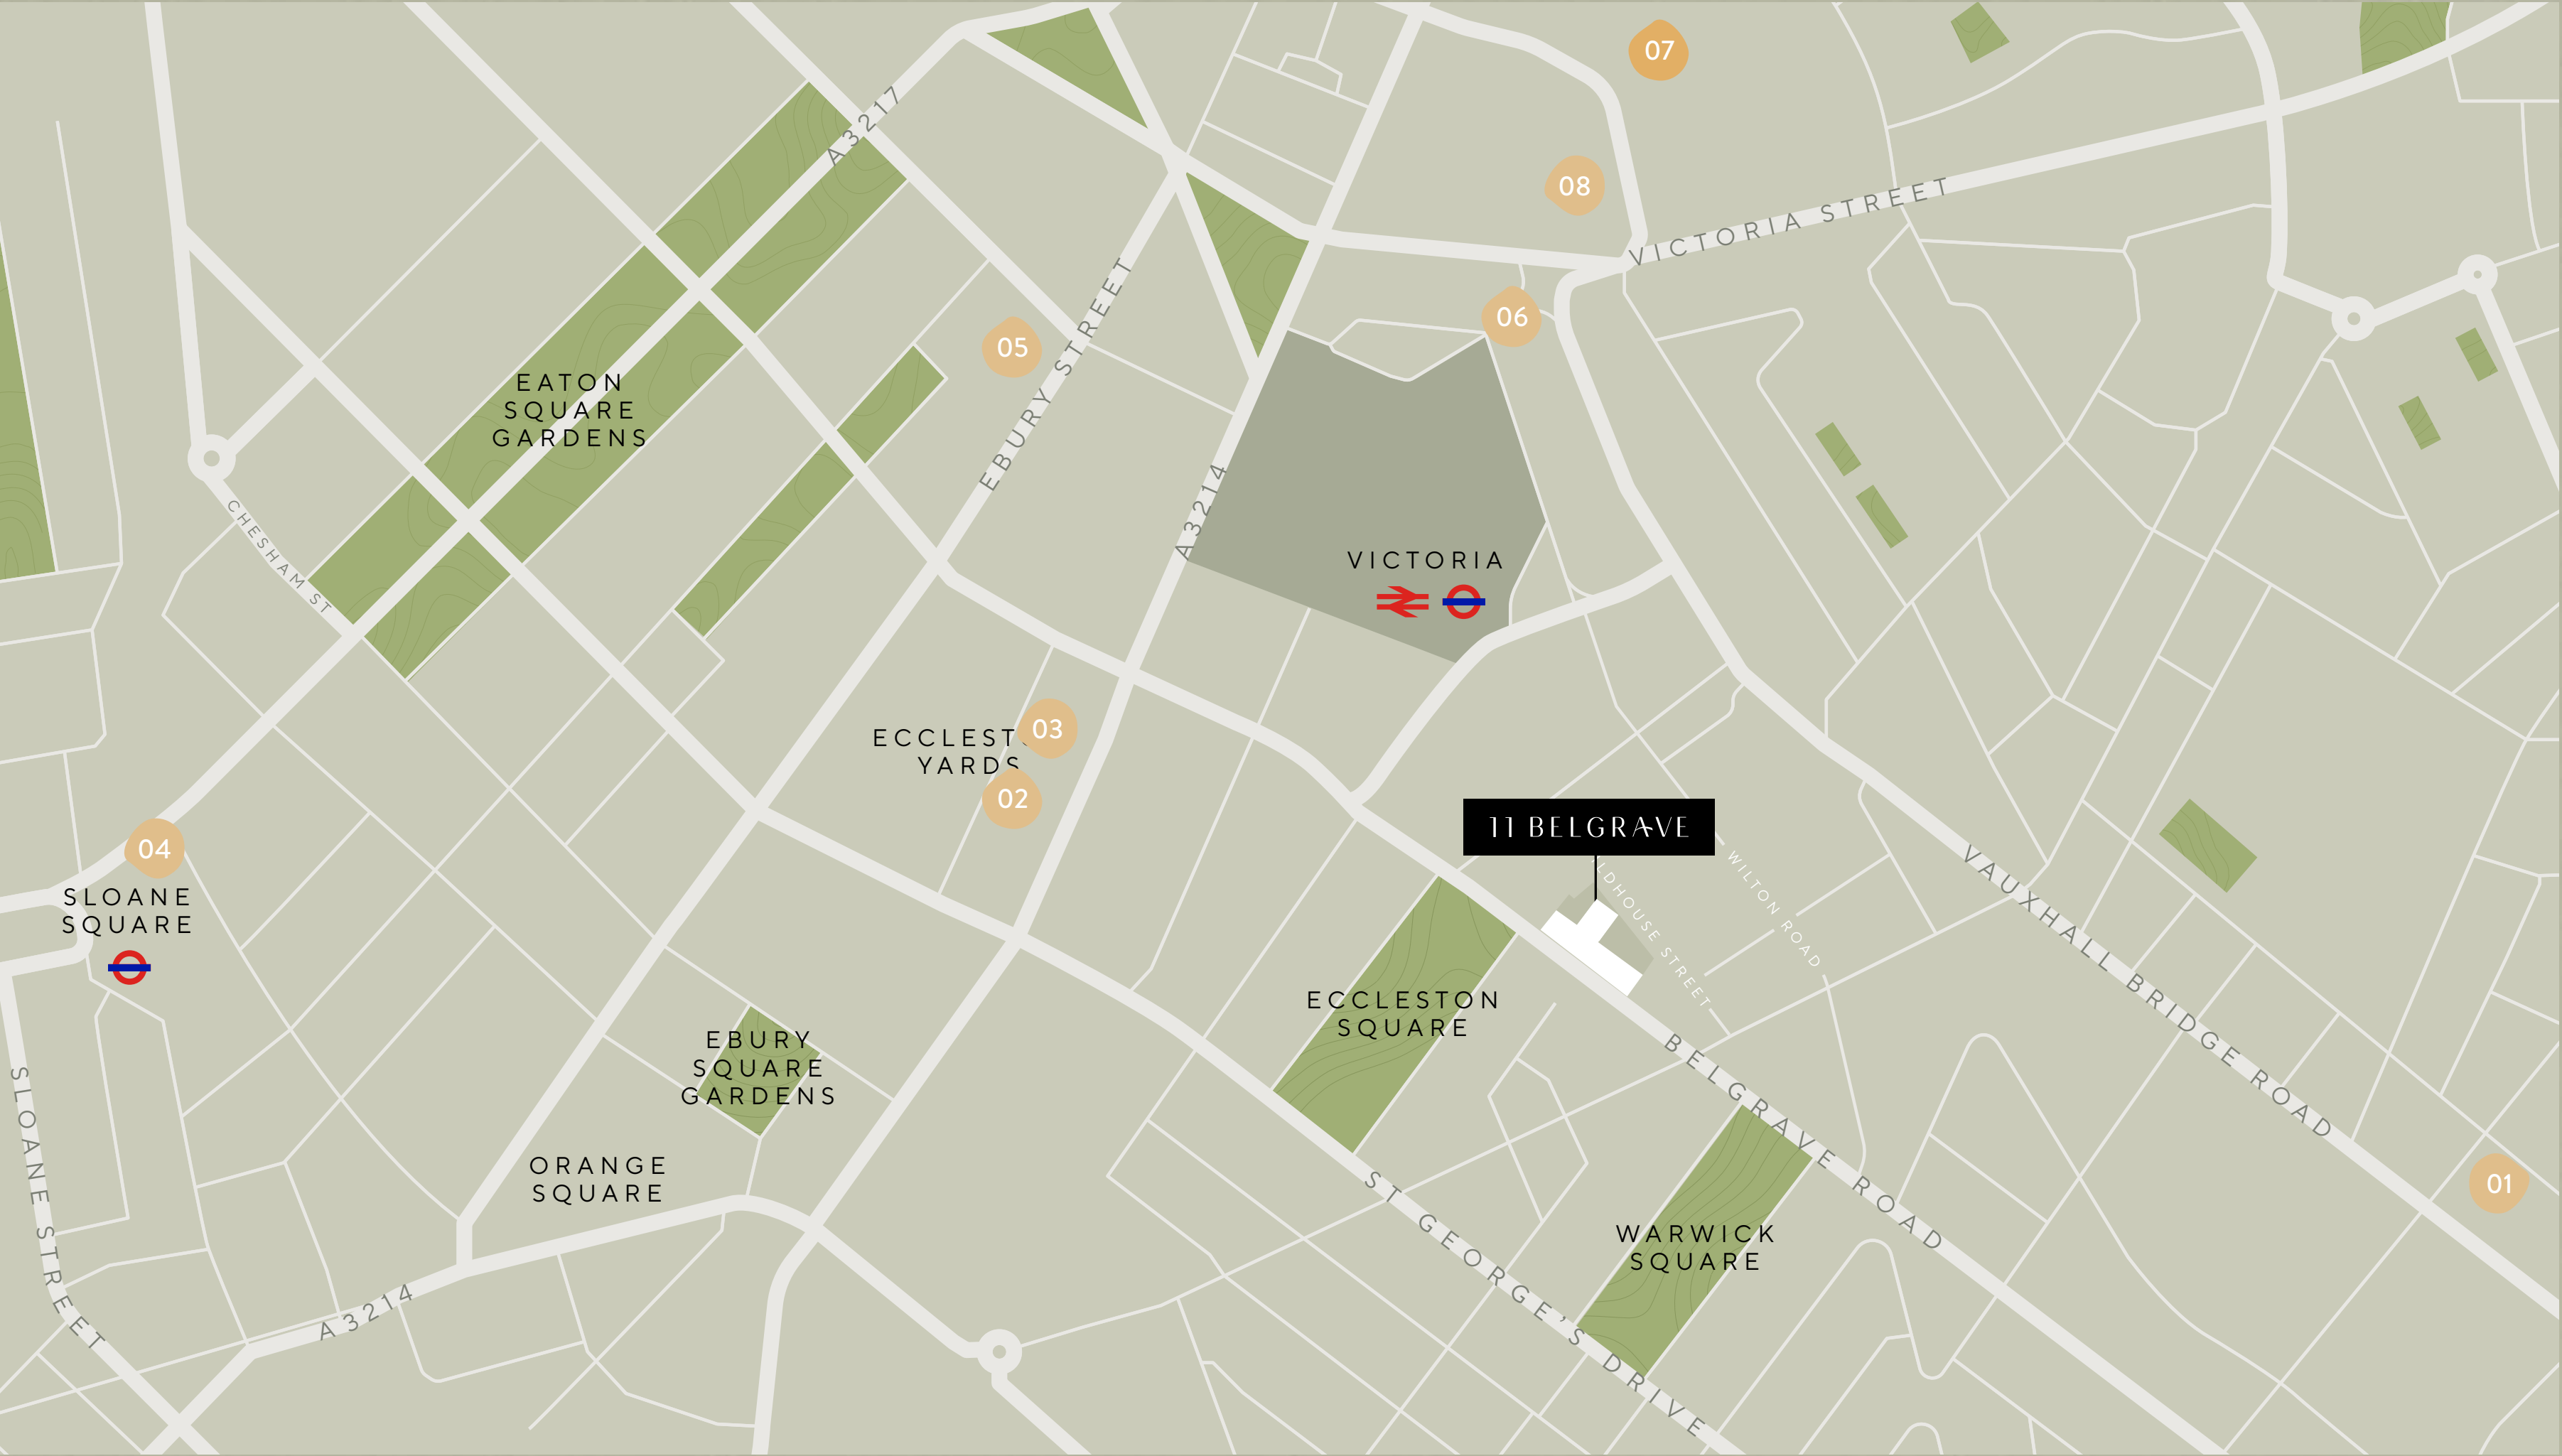 07
A3217
08
VICTORIA STREET
EBURY STREET
06
05
EATON
SQUARE
GARDENS
CHESHAM ST
A3214
VICTORIA
03
YARDS
02
11 BELGRAVE
04
SLOANE
SQUARE
WILTON ROAD
STREET
VAUXHALL BRIDGE ROAD
ECCLESTON
SQUARE
EBURY
SQUARE
GARDENS
BELGRAVE ROAD
SLOANE STREET
ORANGE
SQUARE
01
ST GEORGE'S DRIVE
WARWICK
SQUARE
A3214